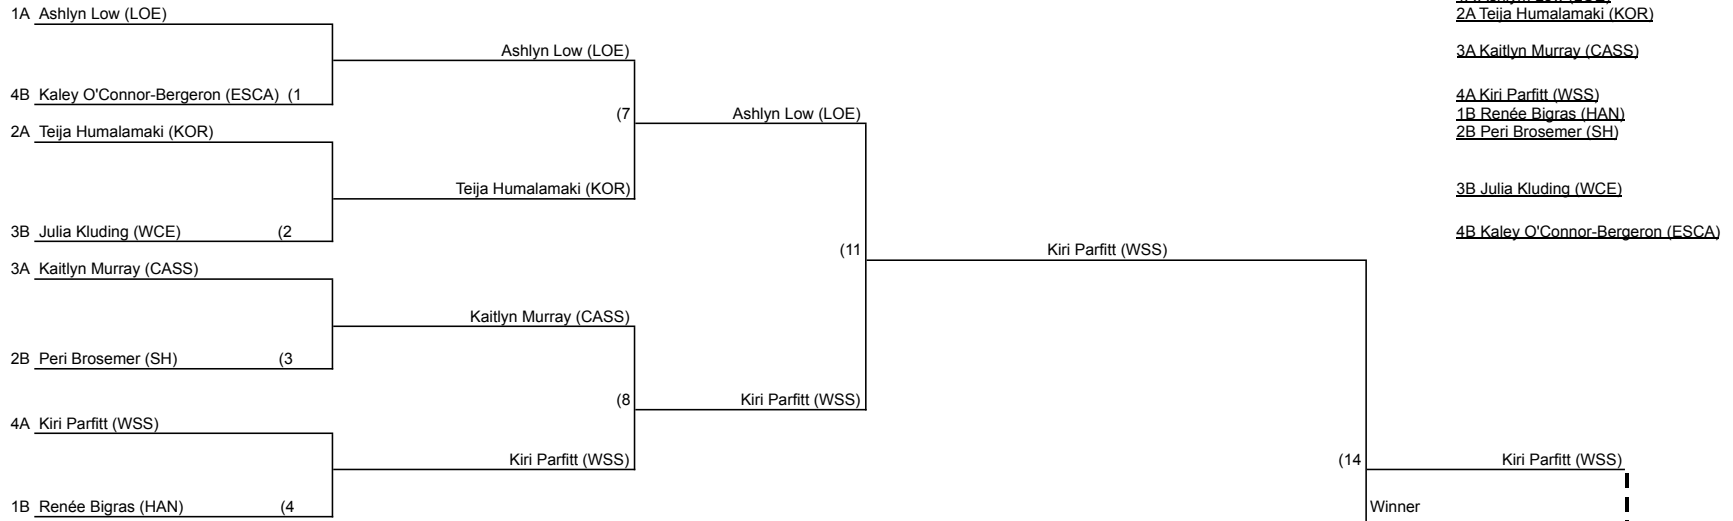 1A Ashlyn Low (LOE)
2A Teija Humalamaki (KOR)
Ashlyn Low (LOE)
3A Kaitlyn Murray (CASS)
4B Kaley O'Connor-Bergeron (ESCA) (1
4A Kiri Parfitt (WSS)
(7
Ashlyn Low (LOE)
1B Renée Bigras (HAN)
2A Teija Humalamaki (KOR)
2B Peri Brosemer (SH)
Teija Humalamaki (KOR)
3B Julia Kluding (WCE)
3B Julia Kluding (WCE) (2
4B Kaley O'Connor-Bergeron (ESCA)
(11
Kiri Parfitt (WSS)
3A Kaitlyn Murray (CASS)
Kaitlyn Murray (CASS)
2B Peri Brosemer (SH) (3
(8
Kiri Parfitt (WSS)
4A Kiri Parfitt (WSS)
Kiri Parfitt (WSS)
(14
Kiri Parfitt (WSS)
1B Renée Bigras (HAN) (4
Winner